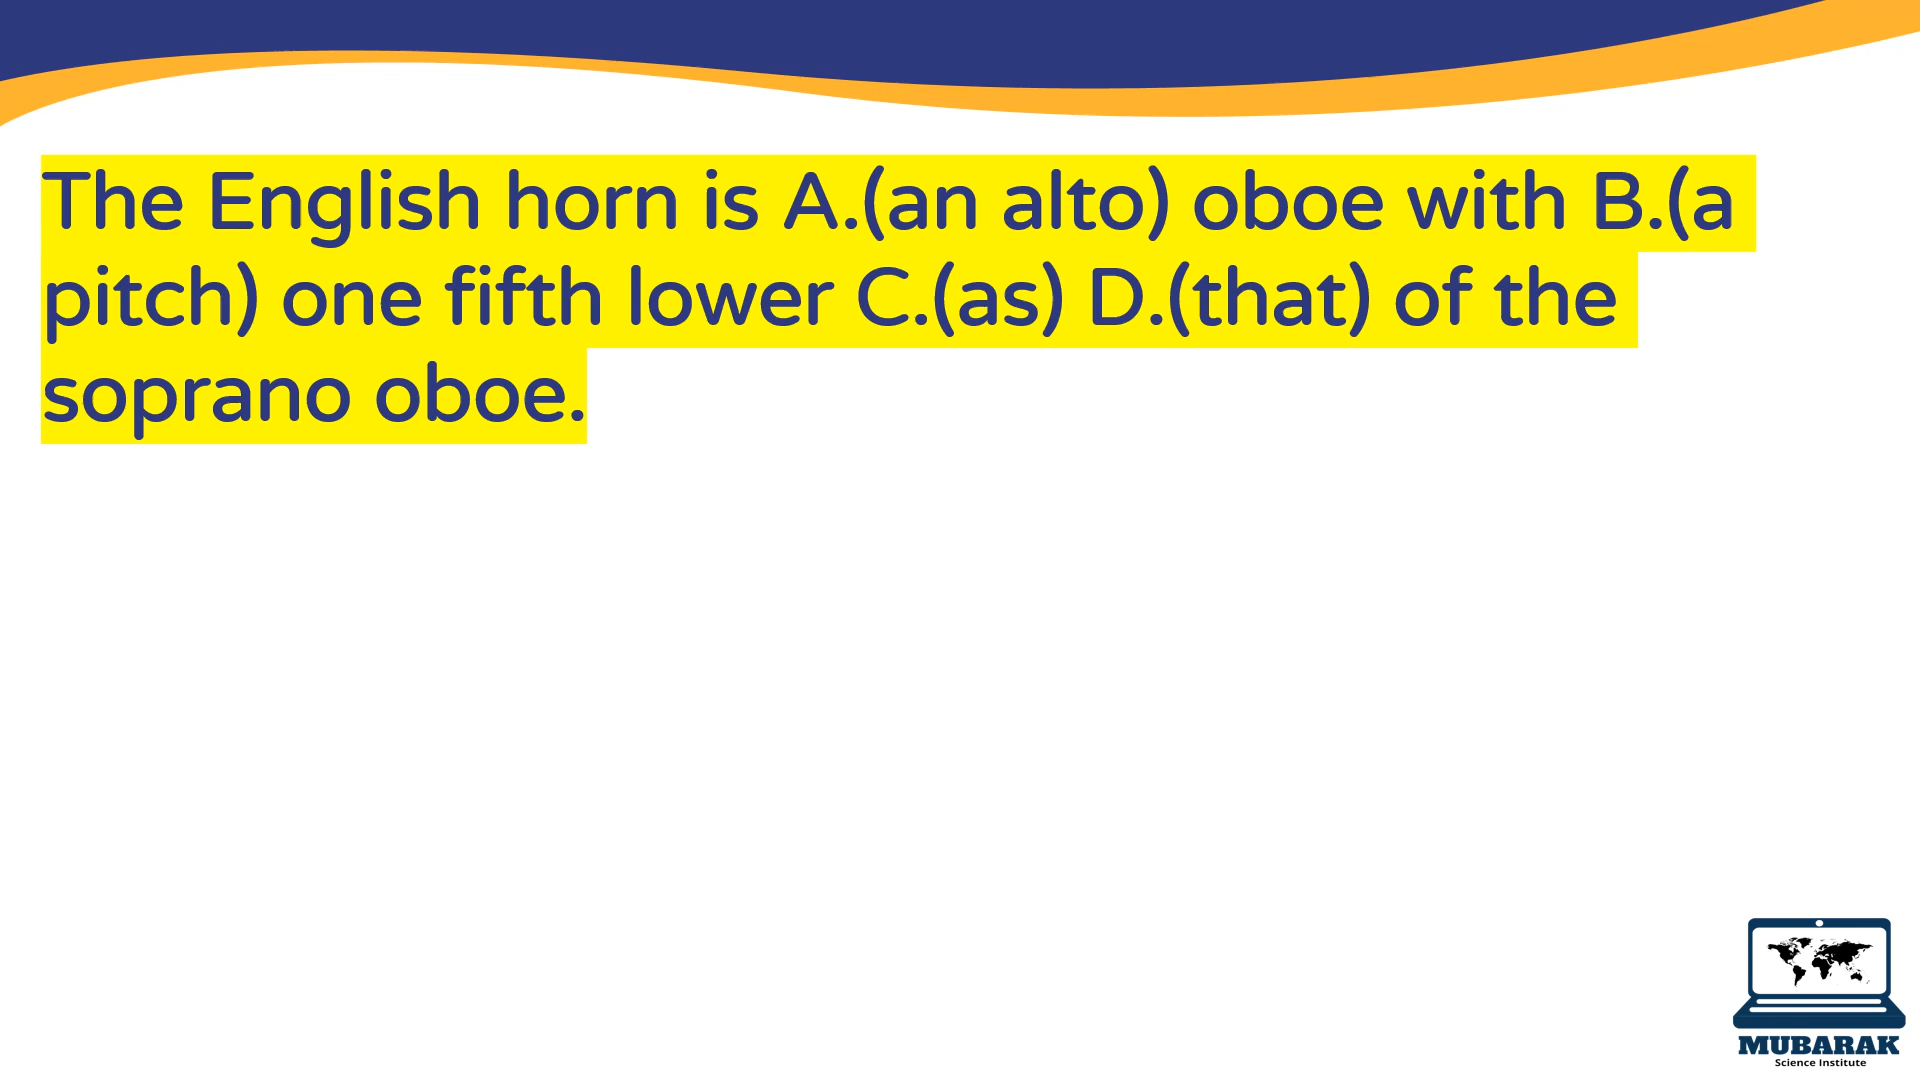 The English horn is A.(an alto) oboe with B.(a
pitch) one fifth lower C.(as) D.(that) of the
soprano oboe.
MUBARAK
Science Institute